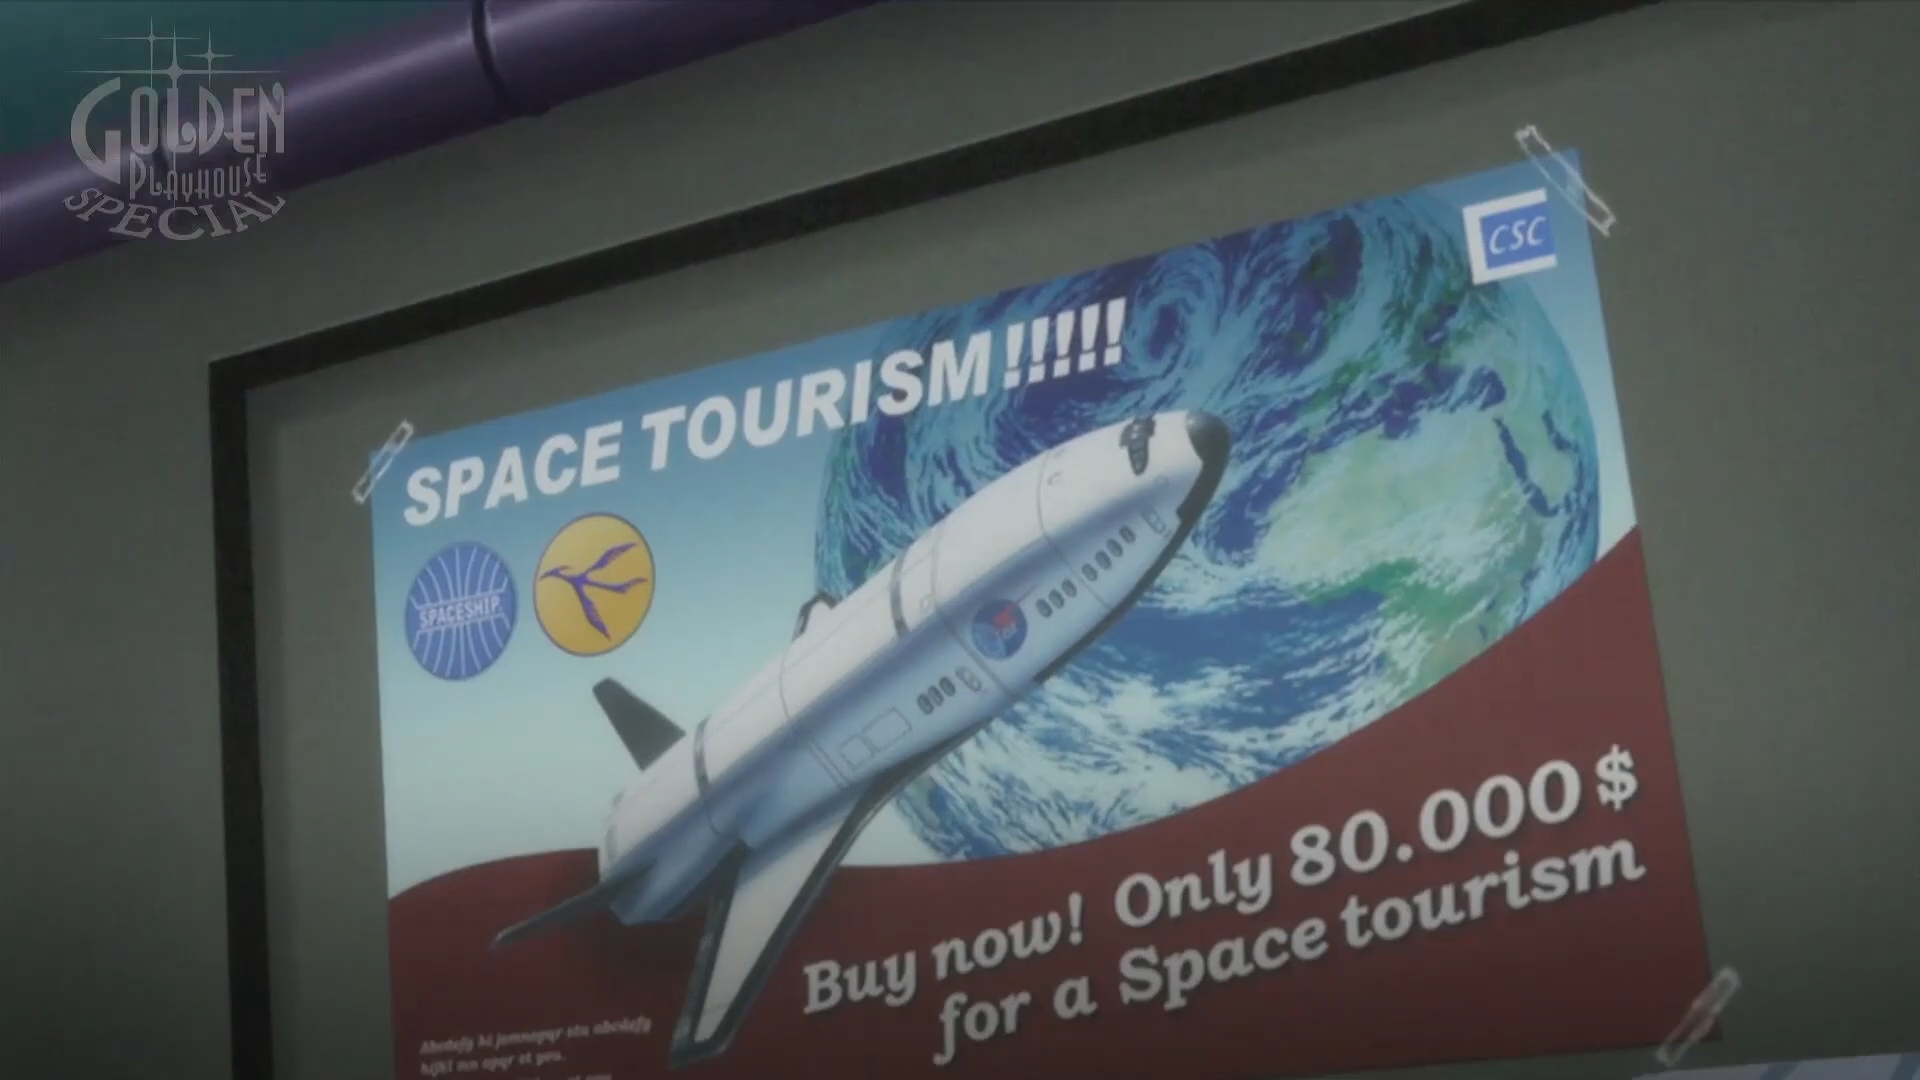 GOLDEN
PLAYHOUSE
SPECIAL
CSC
SPACE TOURISM!!!!!
SPACESHIP
Buy now! Only 80.000 $
for a Space tourism